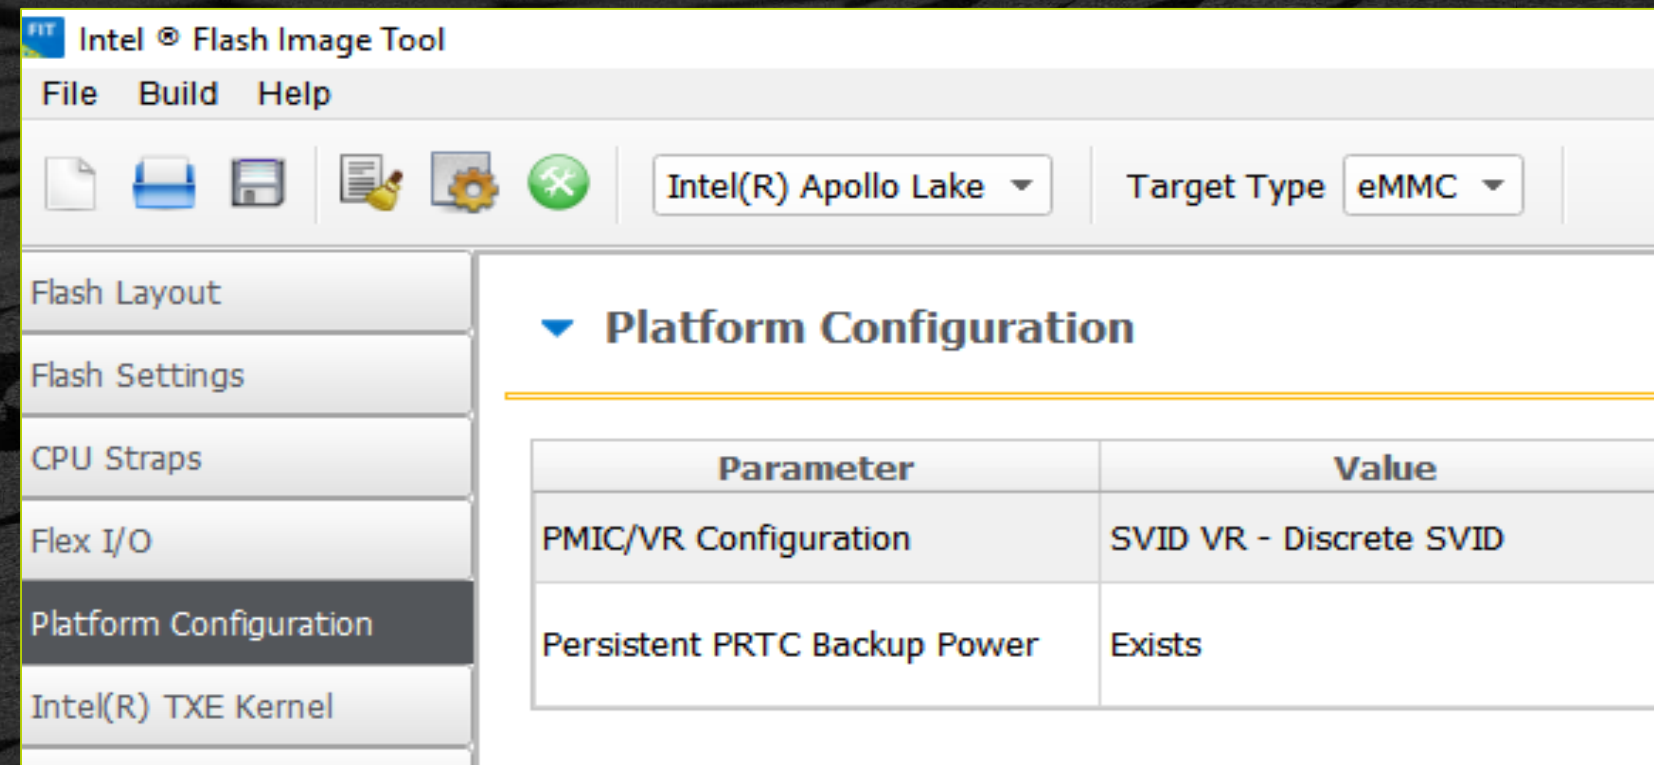 FIT Intel ® Flash Image Tool
File Build Help
Intel(R) Apollo Lake Target Type eMMC
Flash Layout
Flash Settings
CPU Straps
Flex I/O
Platform Configuration
Intel(R) TXE Kernel
Platform Configuration
Parameter Value
PMIC/VR Configuration SVID VR - Discrete SVID
Persistent PRTC Backup Power Exists